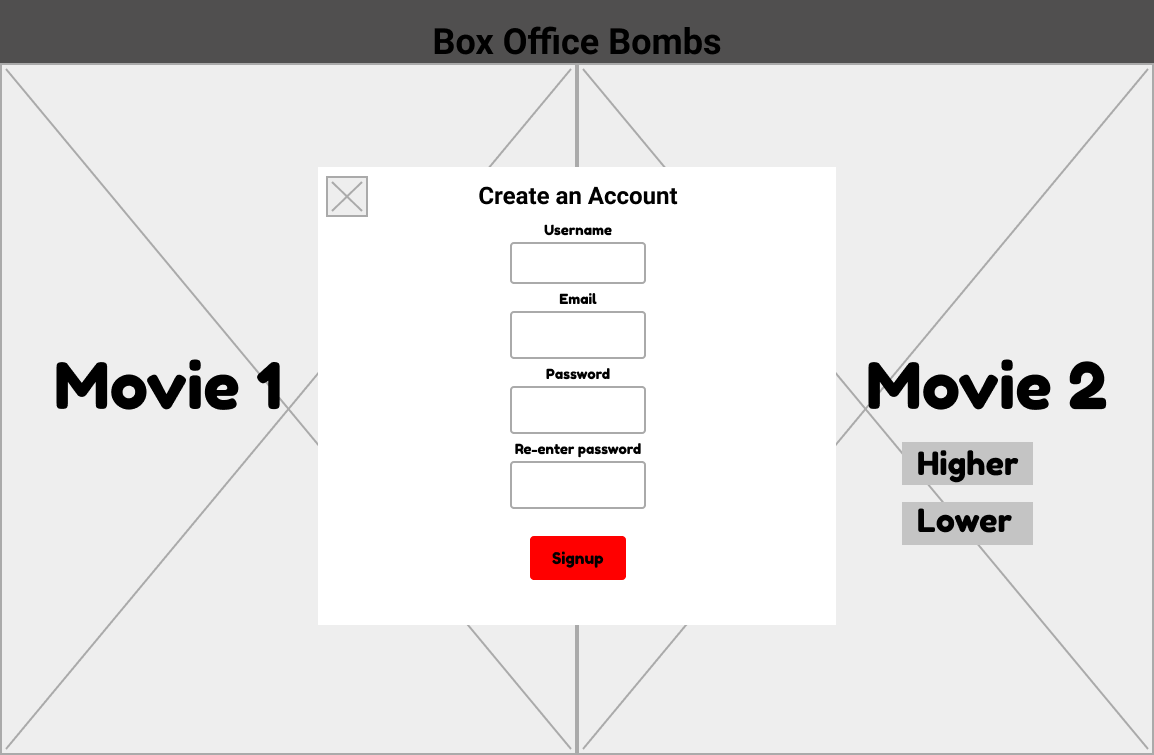 Box Office Bombs
Create an Account
Username
Email
Password
Re-enter password
Signup
Movie 1
Movie 2
Higher
Lower